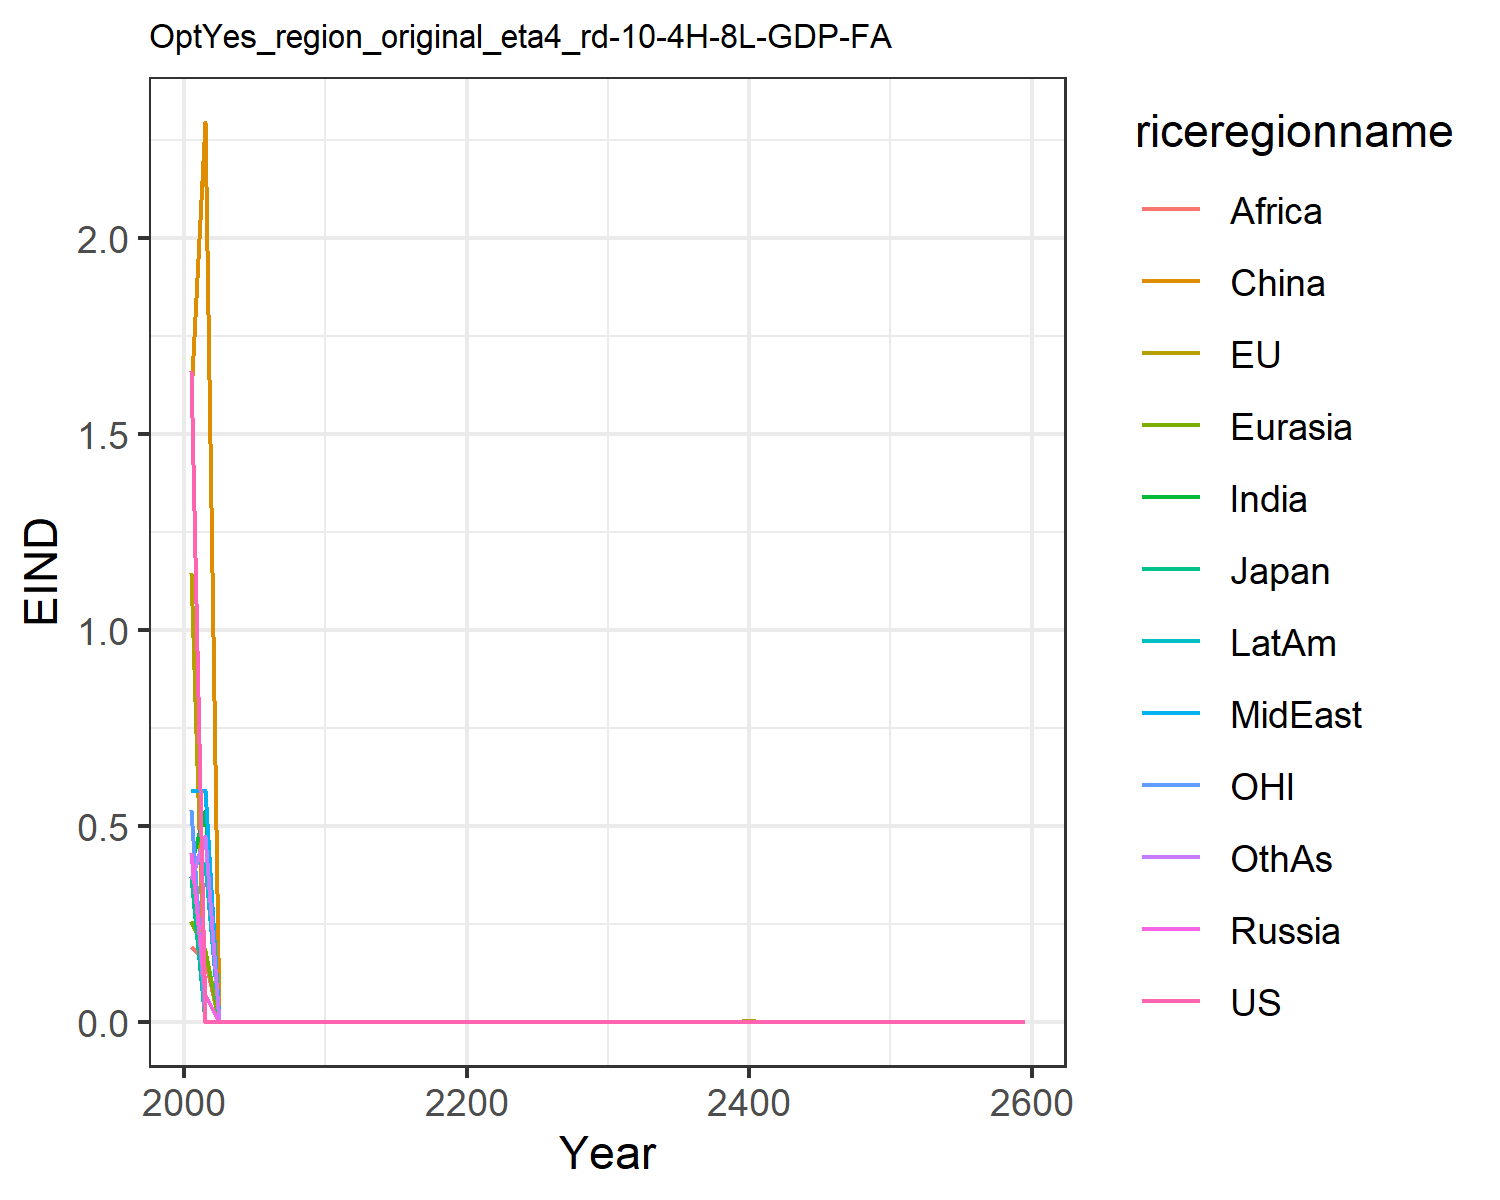 OptYes_region_original_eta4_rd-10-4H-8L-GDP-FA
riceregionname
Africa
China
EU
Eurasia
India
Japan
LatAm
MidEast
OHI
OthAs
Russia
US
EIND
2.0
1.5
1.0
0.5
0.0
2000 2200 2400 2600
Year